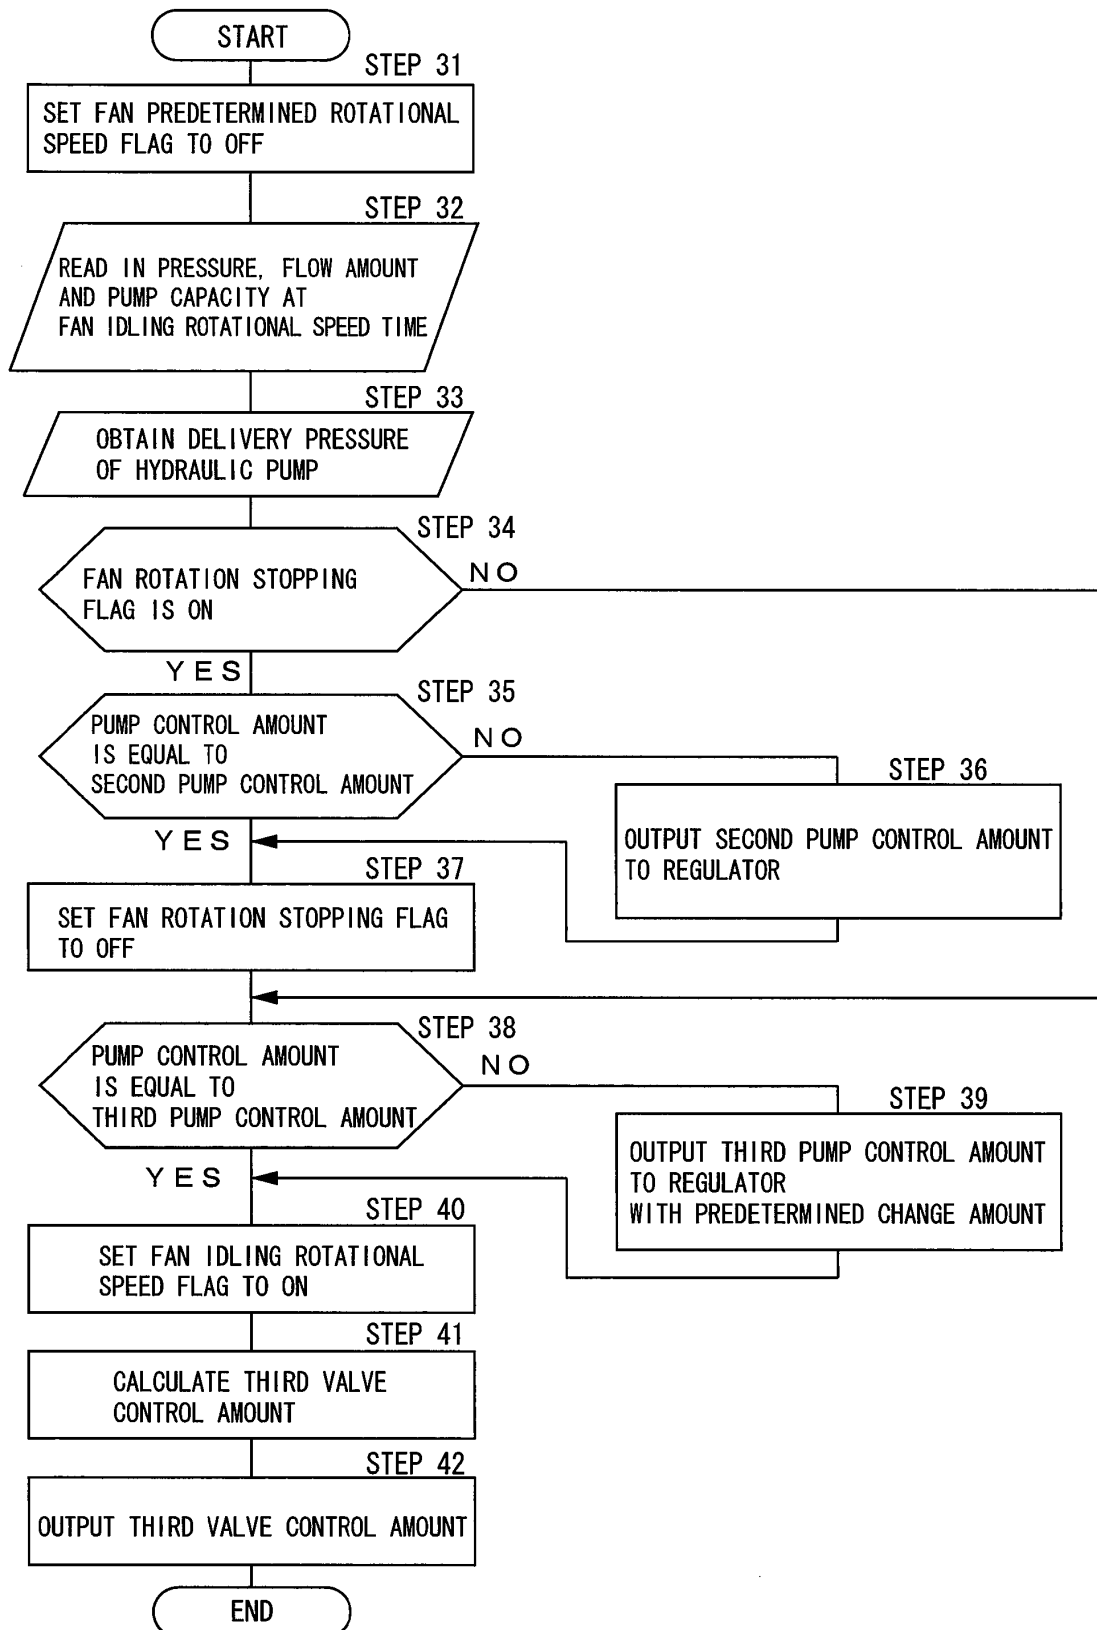 START
STEP 31
SET FAN PREDETERMINED ROTATIONAL
SPEED FLAG TO OFF
STEP 32
READ IN PRESSURE, FLOW AMOUNT
AND PUMP CAPACITY AT
FAN IDLING ROTATIONAL SPEED TIME
STEP 33
OBTAIN DELIVERY PRESSURE
OF HYDRAULIC PUMP
STEP 34
FAN ROTATION STOPPING
FLAG IS ON
NO
YES
STEP 35
PUMP CONTROL AMOUNT
IS EQUAL TO
SECOND PUMP CONTROL AMOUNT
NO
STEP 36
OUTPUT SECOND PUMP CONTROL AMOUNT
TO REGULATOR
YES
STEP 37
SET FAN ROTATION STOPPING FLAG
TO OFF
STEP 38
PUMP CONTROL AMOUNT
IS EQUAL TO
THIRD PUMP CONTROL AMOUNT
NO
STEP 39
OUTPUT THIRD PUMP CONTROL AMOUNT
TO REGULATOR
WITH PREDETERMINED CHANGE AMOUNT
YES
STEP 40
SET FAN IDLING ROTATIONAL
SPEED FLAG TO ON
STEP 41
CALCULATE THIRD VALVE
CONTROL AMOUNT
STEP 42
OUTPUT THIRD VALVE CONTROL AMOUNT
END